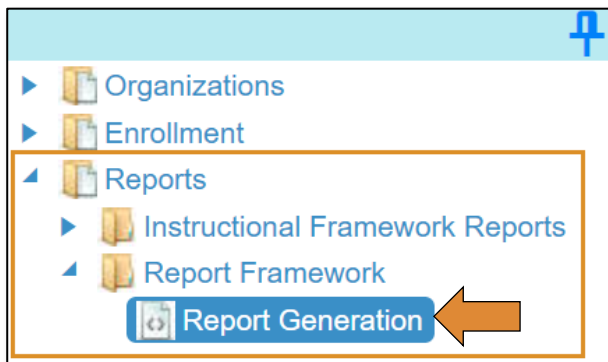 Organizations
Enrollment
Reports
Instructional Framework Reports
Report Framework
Report Generation